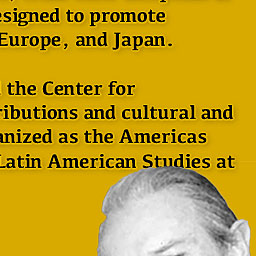 esigned to promote
Europe, and Japan.
the Center for
ributions and cultural and
anized as the Americas
Latin American Studies at